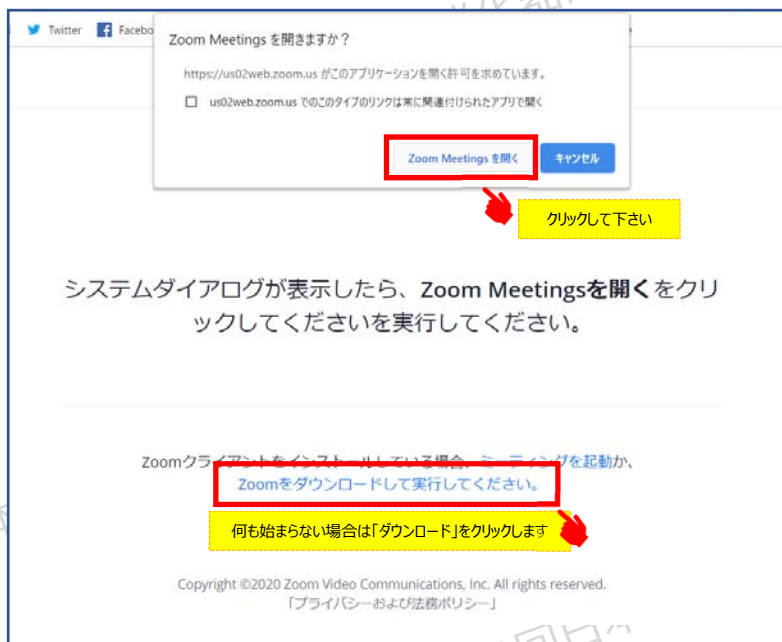 Twitter Facebo
Zoom Meetings を開きますか？
https://us02web.zoom.us がこのアプリケーションを開く許可を求めています。
us02web.zoom.us でのこのタイプのリンクは常に関連付けられたアプリで開く
Zoom Meetings を開く キャンセル
クリックして下さい
システムダイアログが表示したら、Zoom Meetingsを開くをクリ
ックしてくださいを実行してください。
Zoomクライアントをインストールしている場合、ミーティングを起動か、
Zoomをダウンロードして実行してください。
何も始まらない場合は「ダウンロード」をクリックします
Copyright ©2020 Zoom Video Communications, Inc. All rights reserved.
「プライバシーおよび法務ポリシー」